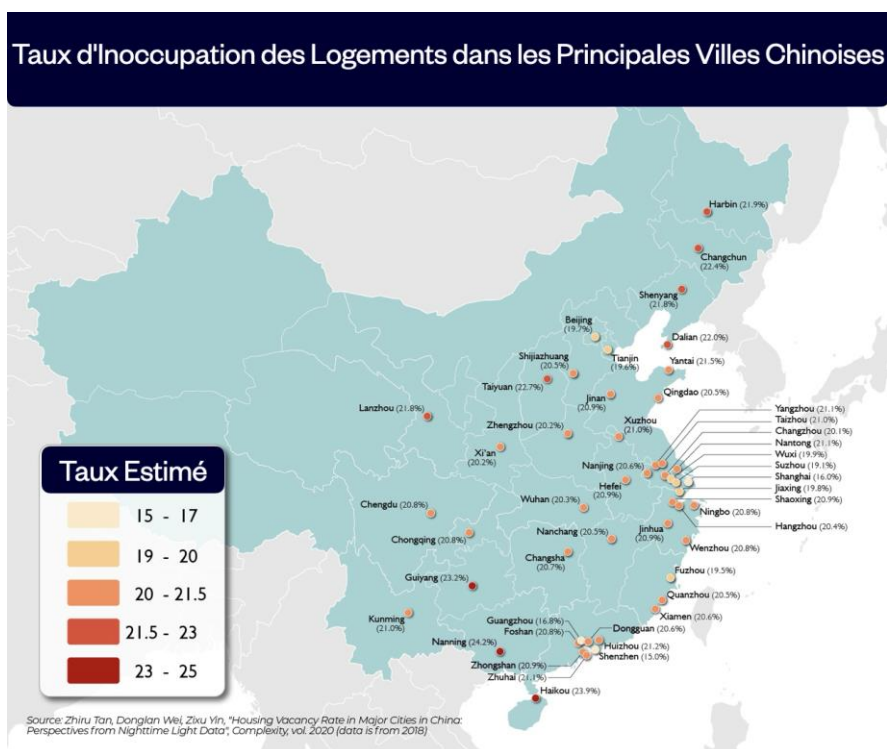 Taux d'Inoccupation des Logements dans les Principales Villes Chinoises
Harbin (21.9%)
Changchun
(22.4%)
Shenyang
(21.8%)
Beijing
(19.7%)
Dalian (22.0%)
Tianjin
(19.6%)
Yantai (21.5%)
Shijiazhuang
(20.5%)
Taiyuan (22.7%)
Jinan
(20.9%)
Qingdao (20.5%)
Lanzhou (21.8%)
Zhengzhou (20.2%)
Xuzhou
(21.0%)
Yangzhou (21.1%)
Taizhou (21.0%)
Changzhou (20.1%)
Nantong (21.1%)
Wuxi (19.9%)
Suzhou (19.1%)
Shanghai (16.0%)
Jiaxing (19.8%)
Shaoxing (20.9%)
Xi'an
(20.2%)
Nanjing (20.6%)
Hefei
(20.9%)
Ningbo (20.8%)
Hangzhou (20.4%)
Chengdu (20.8%)
Wuhan (20.3%)
Chongqing (20.8%)
Nanchang (20.5%)
Jinhua
(20.9%)
Wenzhou (20.8%)
Changsha
(20.7%)
Guiyang (23.2%)
Fuzhou (19.5%)
Quanzhou (20.5%)
Xiamen (20.6%)
Kunming
(21.0%)
Guangzhou (16.8%)
Foshan (20.8%)
Dongguan (20.6%)
Nanning (24.2%)
Huizhou (21.2%)
Shenzhen (15.0%)
Zhongshan (20.9%)
Zhuhai (21.1%)
Haikou (23.9%)
Taux Estimé
15 - 17
19 - 20
20 - 21.5
21.5 - 23
23 - 25
Source: Zhiru Tan, Donglan Wei, Zixu Yin, "Housing Vacancy Rate in Major Cities in China:
Perspectives from Nighttime Light Data", Complexity, vol. 2020 (data is from 2018)